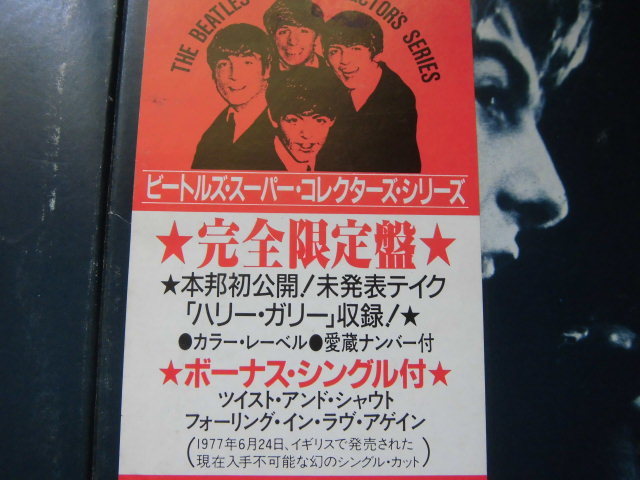 THE BEATLES
SERIES
ビートルズ・スーパー・コレクターズ・シリーズ
★完全限定盤★
★本邦初公開!未発表テイク
「ハリー・ガリー」収録!★
●カラー・レーベル●愛蔵ナンバー付
★ボーナス・シングル付★
ツイスト・アンド・シャウト
フォーリング・イン・ラヴ・アゲイン
(1977年6月24日、イギリスで発売された
現在入手不可能な幻のシングル・カット)